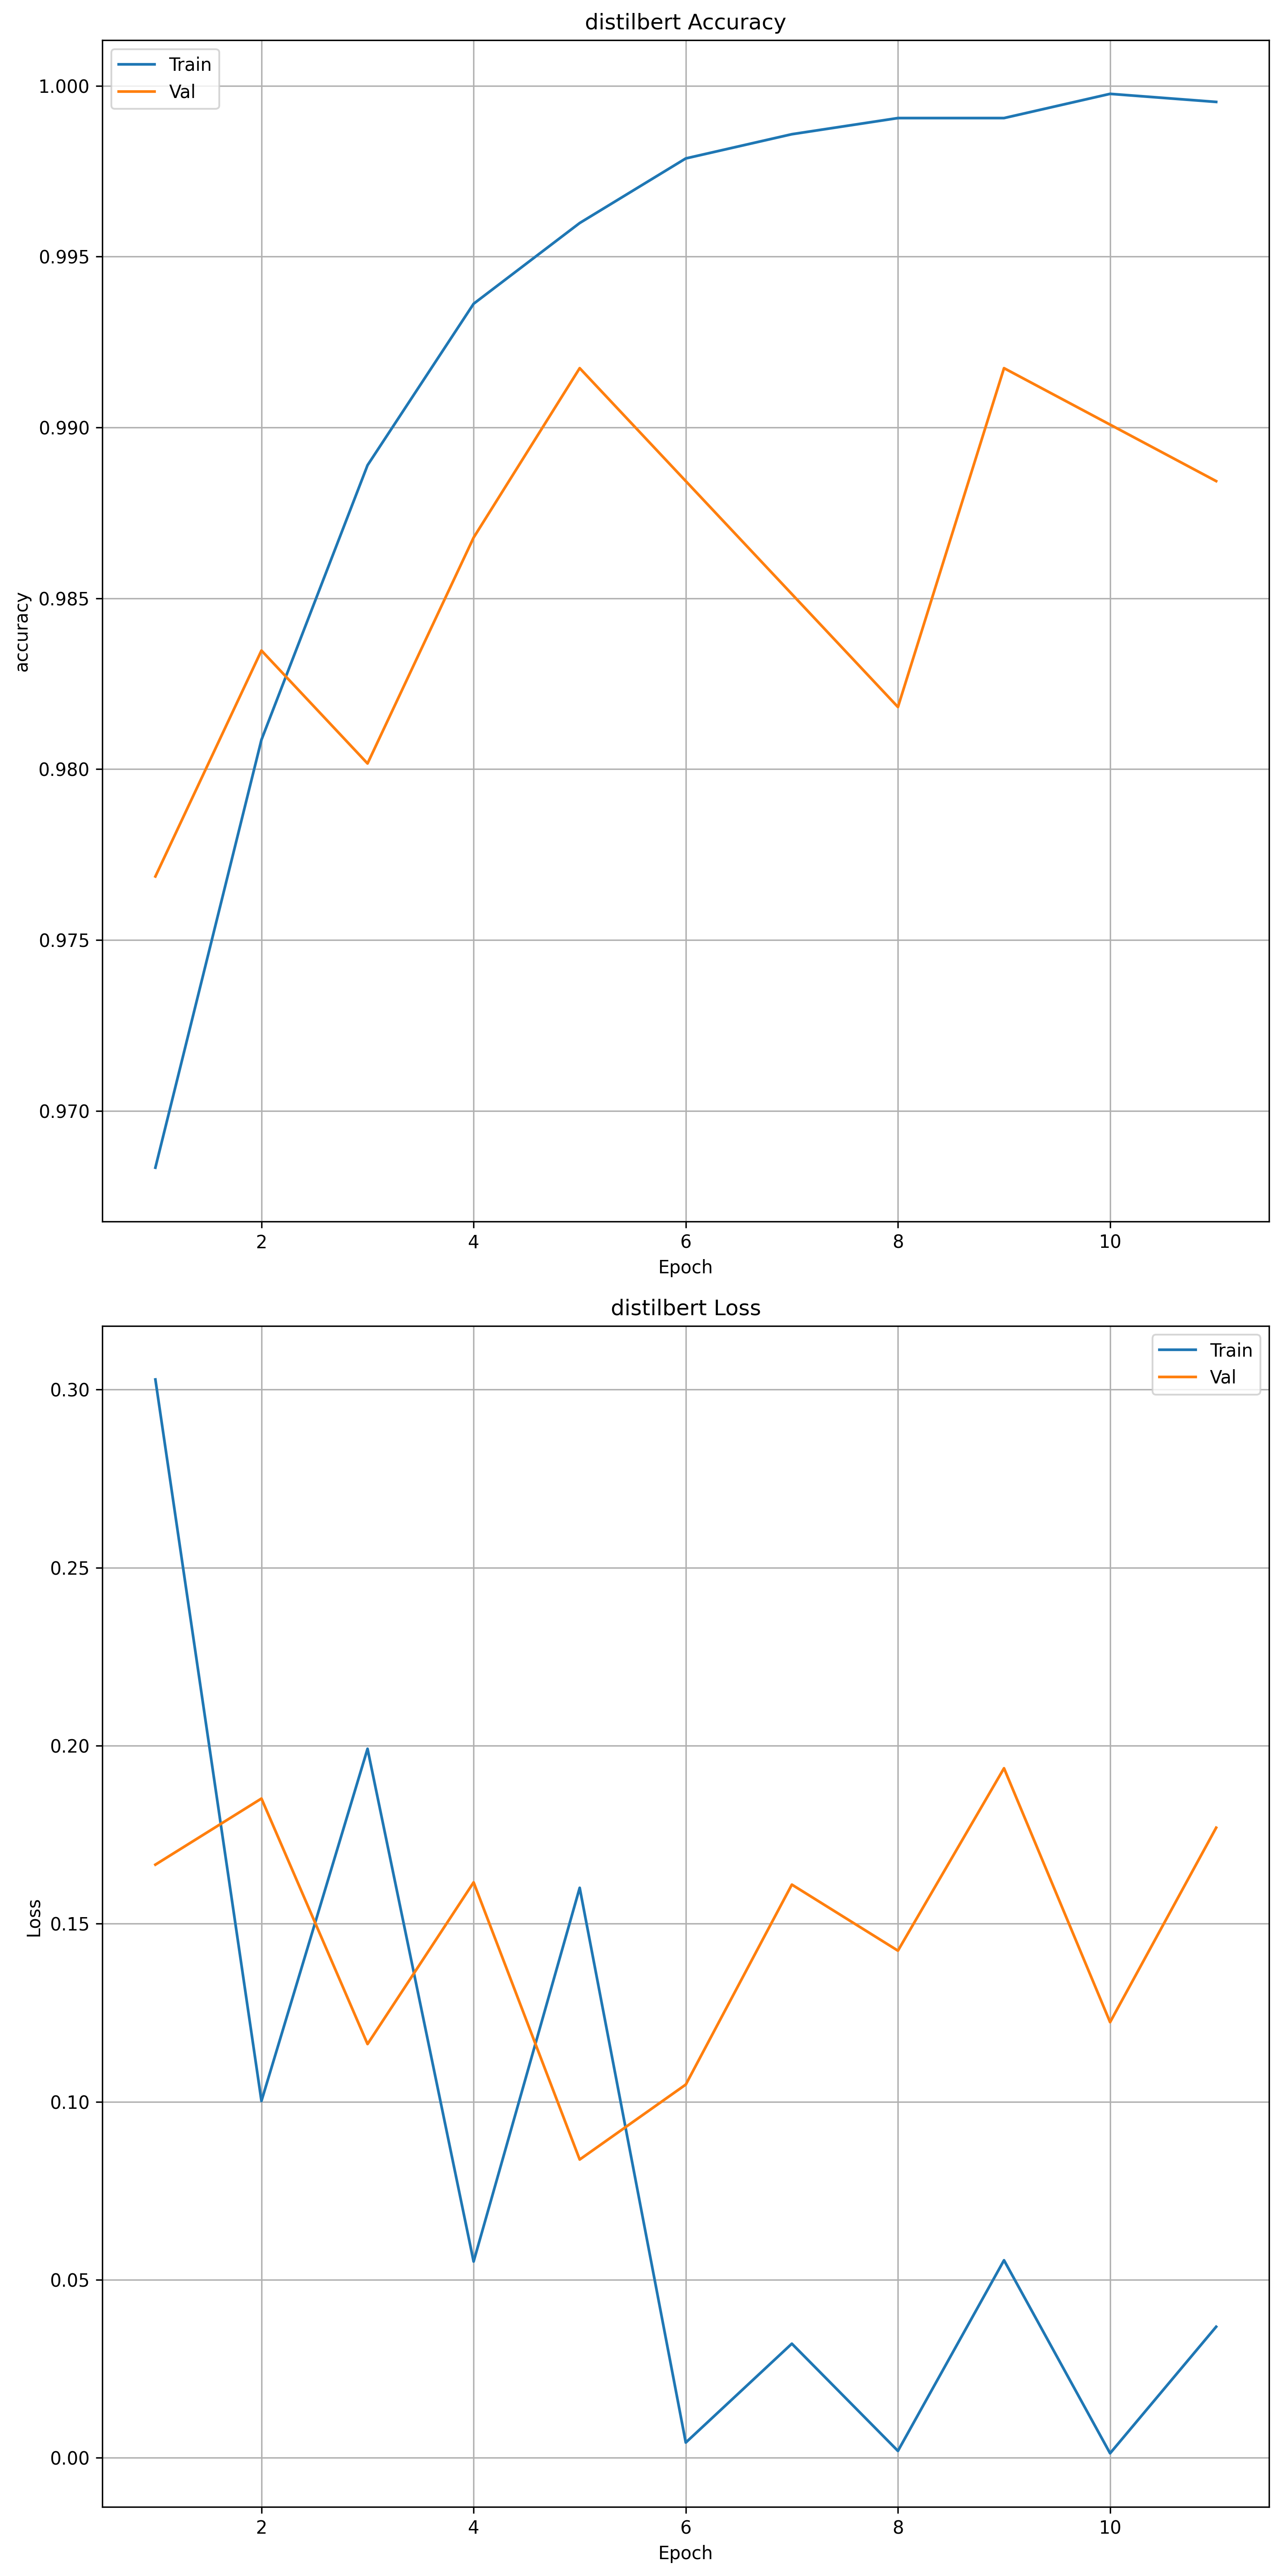 distilbert Accuracy
Train
Val
1.000
0.995
0.990
0.985
0.980
0.975
0.970
accuracy
2 4 6 8 10
Epoch
distilbert Loss
Train
Val
0.30
0.25
0.20
0.15
0.10
0.05
0.00
Loss
2 4 6 8 10
Epoch